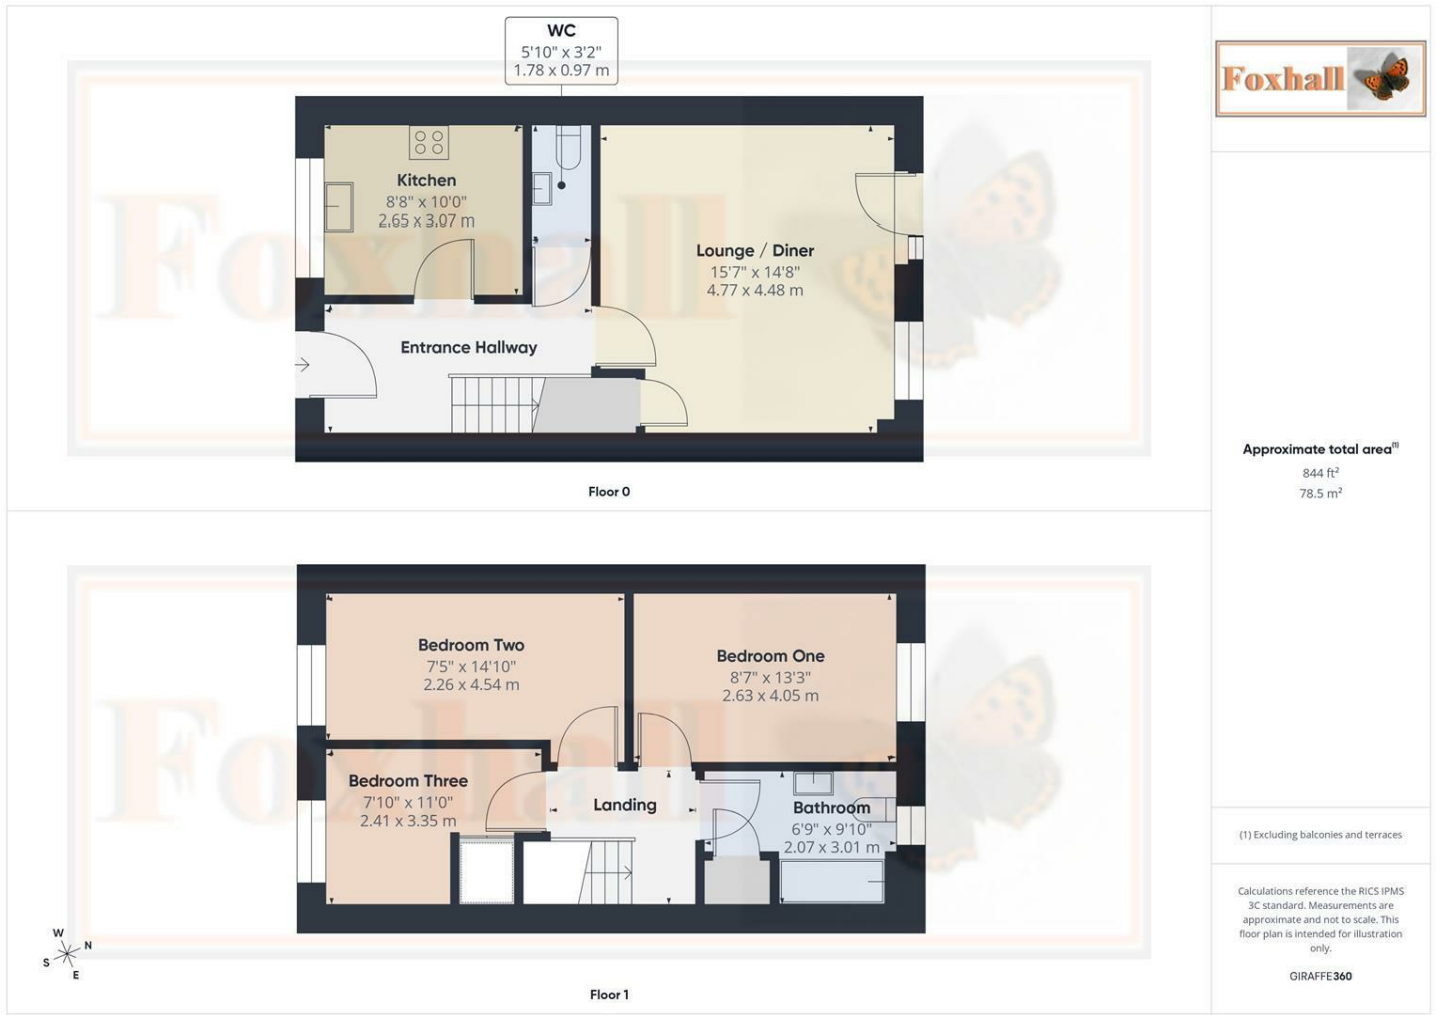 WC
5'10" x 3'2"
1.78 x 0.97 m
Foxhall
Kitchen
8'8" x 10'0"
2.65 x 3.07 m
Lounge / Diner
15'7" x 14'8"
4.77 x 4.48 m
Entrance Hallway
Foxhall
Floor 0
Approximate total area(1)
844 ft²
78.5 m²
Bedroom Two
7'5" x 14'10"
2.26 x 4.54 m
Bedroom One
8'7" x 13'3"
2.63 x 4.05 m
Bedroom Three
7'10" x 11'0"
2.41 x 3.35 m
Landing
Bathroom
6'9" x 9'10"
2.07 x 3.01 m
Foxhall
W
N
S
E
Floor 1
(1) Excluding balconies and terraces
Calculations reference the RICS IPMS
3C standard. Measurements are
approximate and not to scale. This
floor plan is intended for illustration
only.
GIRAFFE360